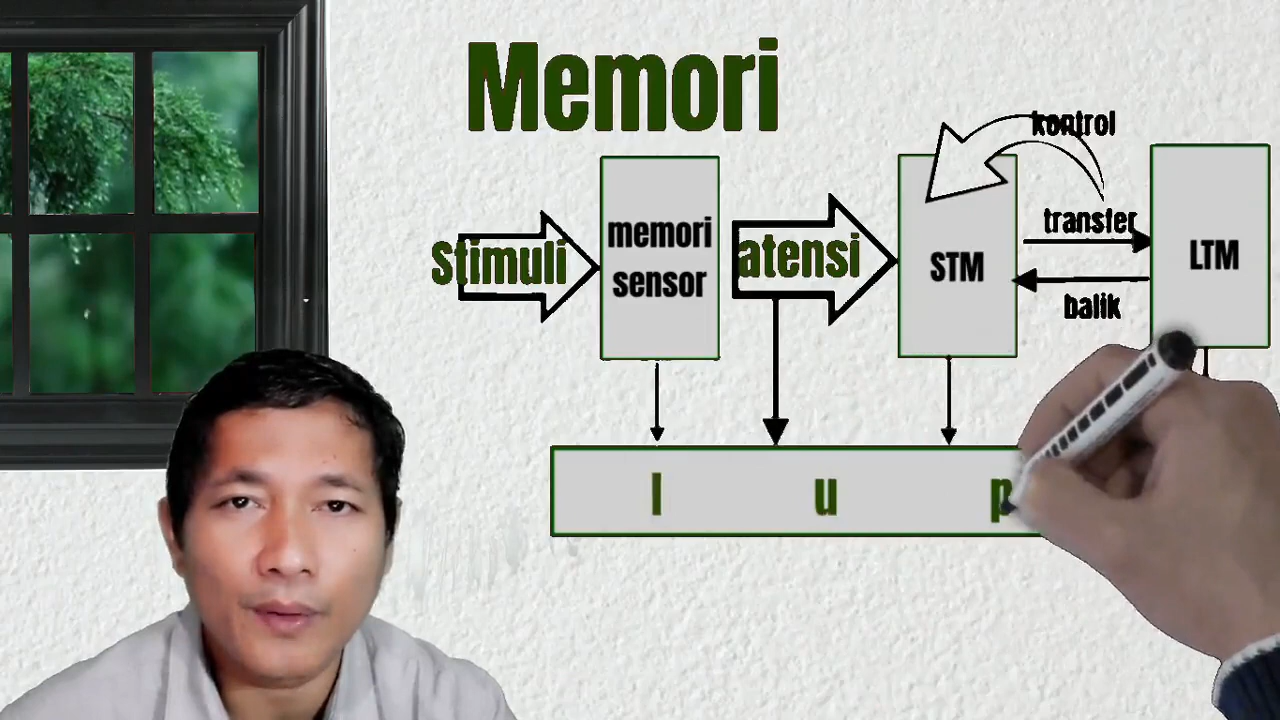 Memori
kontrol
Stimuli
memori
sensor
atensi
STM
transfer
balik
LTM
l u p